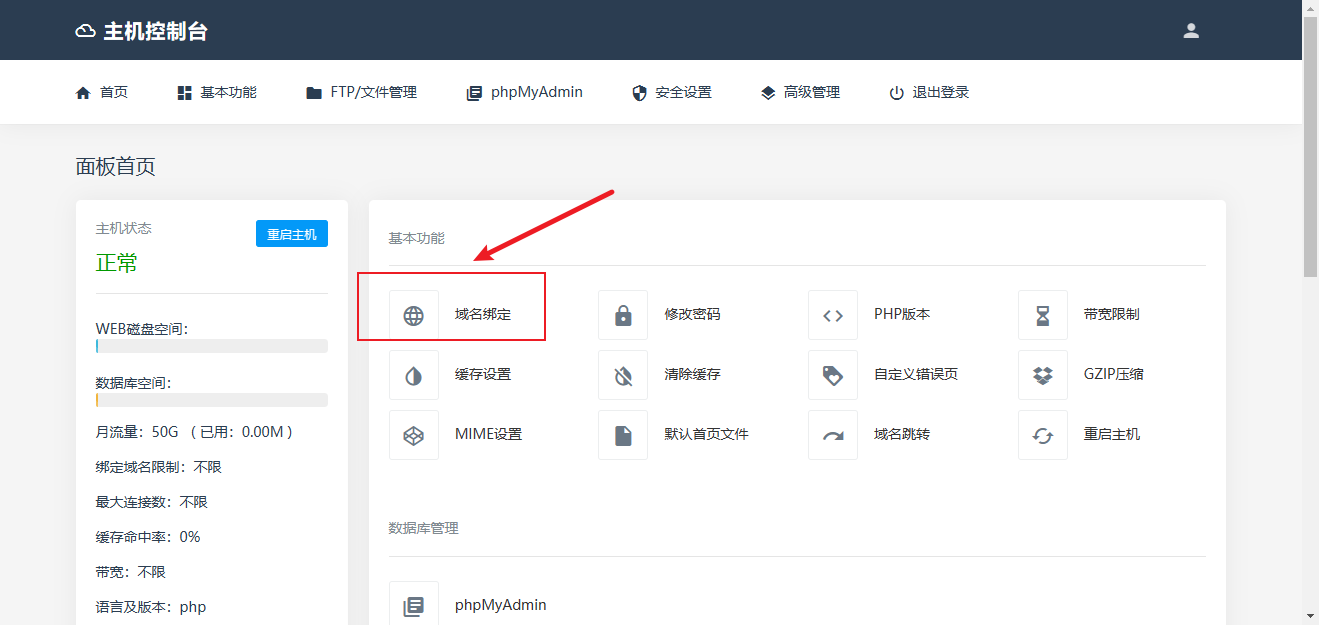 主机控制台
首页 基本功能 FTP/文件管理 phpMyAdmin 安全设置 高级管理 退出登录
面板首页
主机状态
重启主机
正常
WEB磁盘空间：
数据库空间：
月流量：50G （已用：0.00M ）
绑定域名限制：不限
最大连接数：不限
缓存命中率：0%
带宽：不限
语言及版本：php
基本功能
域名绑定 修改密码 PHP版本 带宽限制
缓存设置 清除缓存 自定义错误页 GZIP压缩
MIME设置 默认首页文件 域名跳转 重启主机
数据库管理
phpMyAdmin